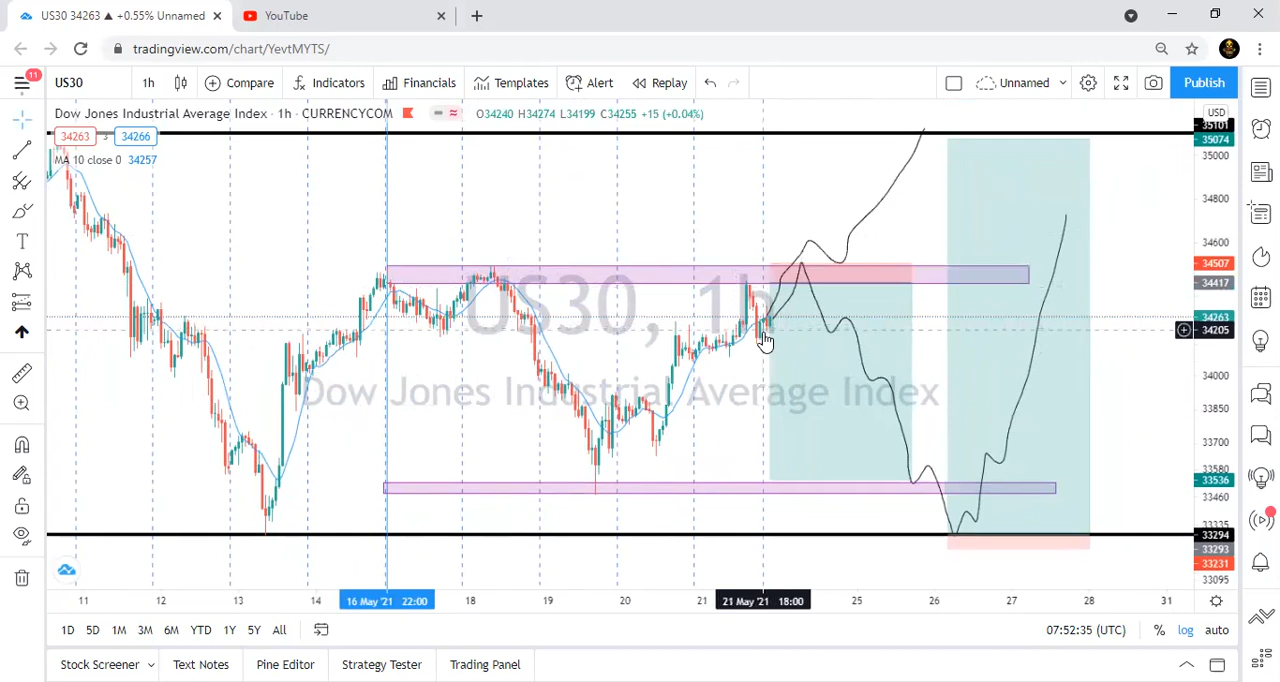 US30 34263 ▲ +0.55% Unnamed
YouTube
tradingview.com/chart/YevtMYTS/
11
US30
1h
Compare
Indicators
Financials
Templates
Alert
Replay
Unnamed
Publish
Dow Jones Industrial Average Index · 1h · CURRENCYCOM
O34240 H34274 L34199 C34255 +15 (+0.04%)
34263
3
34266
MA 10 close 0 34257
US30, 1h
Dow Jones Industrial Average Index
USD
35101
35074
35000
34800
34600
34507
34417
34263
34205
34000
33850
33700
33580
33536
33460
33335
33294
33293
33231
33095
11
12
13
14
16 May '21 22:00
18
19
20
21
21 May '21 18:00
25
26
27
28
31
1D
5D
1M
3M
6M
YTD
1Y
5Y
All
07:52:35 (UTC)
%
log
auto
Stock Screener
Text Notes
Pine Editor
Strategy Tester
Trading Panel